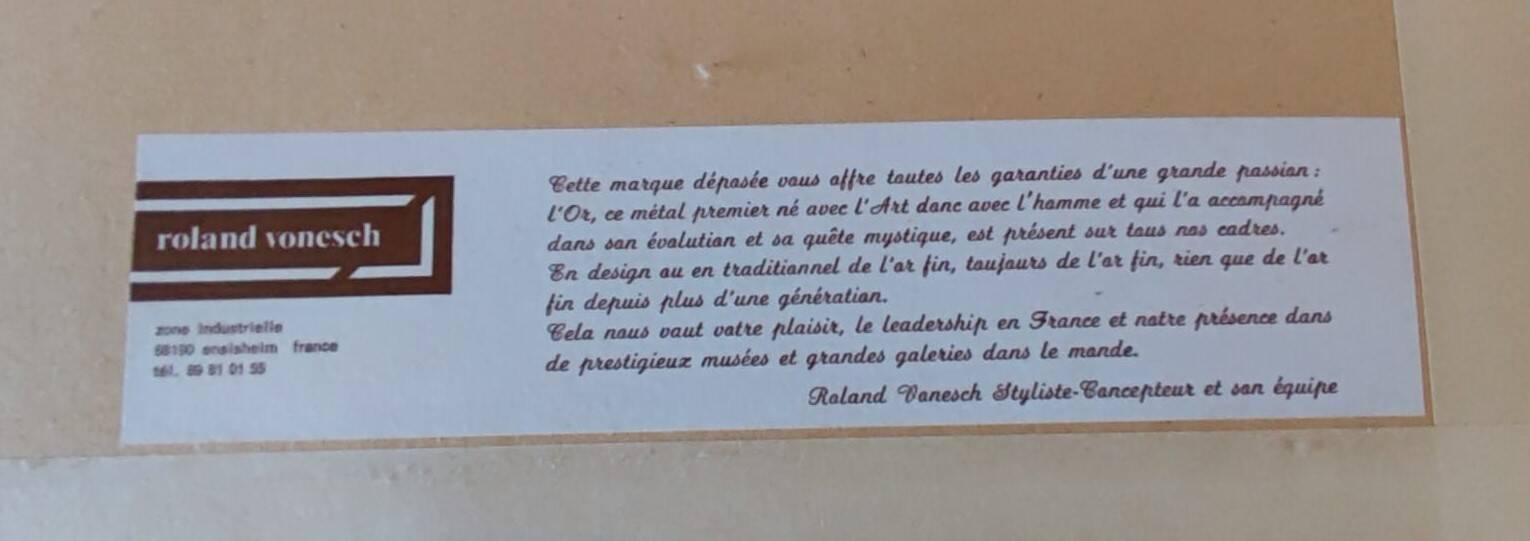 roland vonesch
zone industrielle
68190 ensisheim france
tél. 89 81 01 55
Cette marque déposée vous offre toutes les garanties d'une grande passion :
l'Or, ce métal premier né avec l'Art donc avec l'homme et qui l'a accompagné
dans son évolution et sa quête mystique, est présent sur tous nos cadres.
En design ou en traditionnel de l'or fin, toujours de l'or fin, rien que de l'or
fin depuis plus d'une génération.
Cela nous vaut votre plaisir, le leadership en France et notre présence dans
de prestigieux musées et grandes galeries dans le monde.
Roland Vonesch Styliste-Concepteur et son équipe